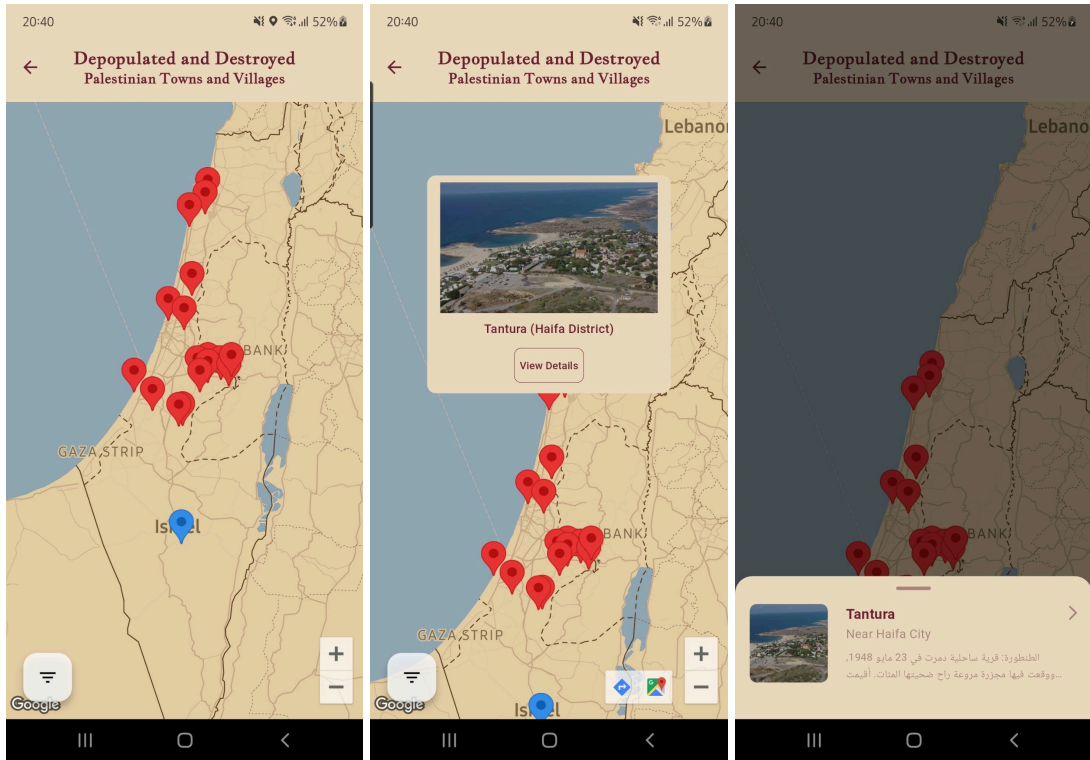 20:40
52%
Depopulated and Destroyed
Palestinian Towns and Villages
BANK
GAZA STRIP
Israel
Google
20:40
52%
Depopulated and Destroyed
Palestinian Towns and Villages
Lebano
Tantura (Haifa District)
View Details
BANK
GAZA STRIP
Google
20:40
52%
Depopulated and Destroyed
Palestinian Towns and Villages
Lebano
BANK
Tantura
Near Haifa City
الطنطورة: قرية ساحلية دمرت في 23 مايو 1948,
ووقعت فيها مجزرة مروعة راح ضحيتها المئات. أقيمت...